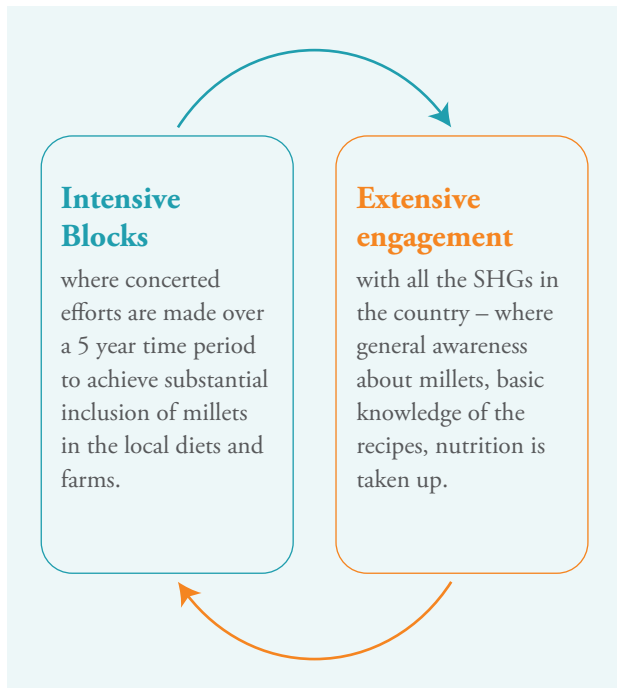 Intensive
Blocks
where concerted
efforts are made over
a 5 year time period
to achieve substantial
inclusion of millets
in the local diets and
farms.
Extensive
engagement
with all the SHGs in
the country – where
general awareness
about millets, basic
knowledge of the
recipes, nutrition is
taken up.